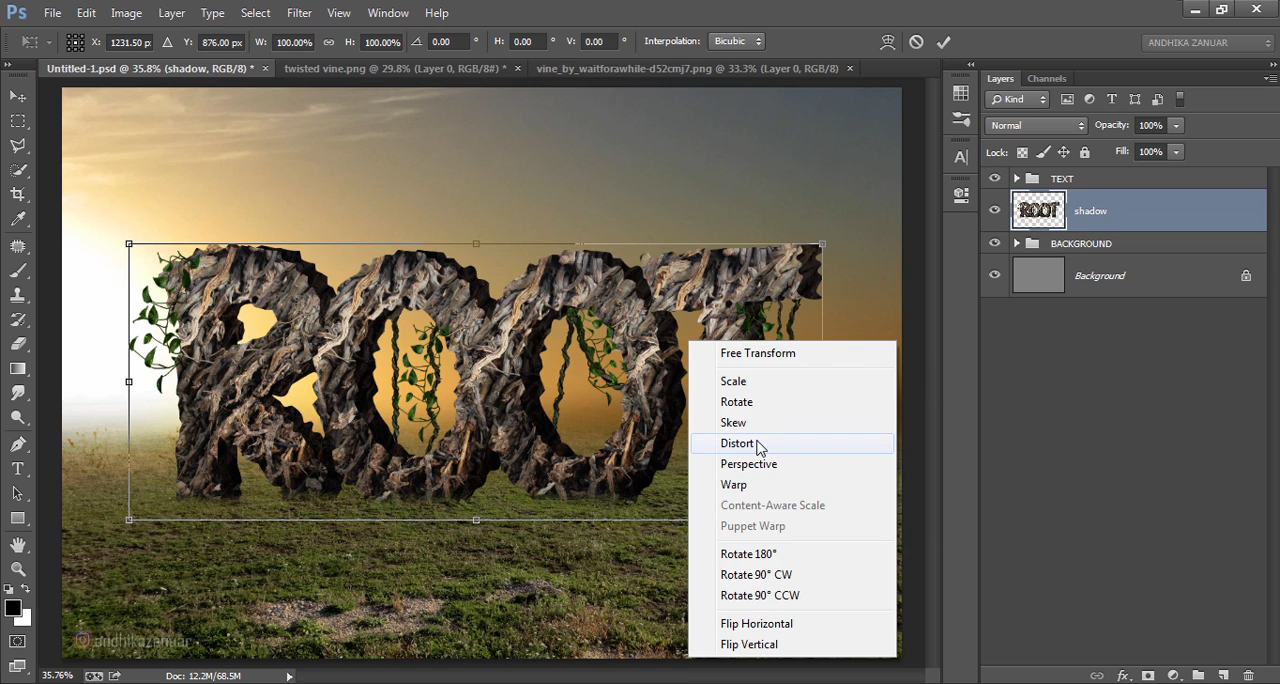 Ps File Edit Image Layer Type Select Filter View Window Help
X: 1231.50 px Y: 876.00 px W: 100.00% H: 100.00% 0.00 ° H: 0.00 ° V: 0.00 ° Interpolation: Bicubic ANDHIKA ZANUAR
Untitled-1.psd @ 35.8% (shadow, RGB/8) * × twisted vine.png @ 29.8% (Layer 0, RGB/8#) * × vine_by_waitforawhile-d52cmj7.png @ 33.3% (Layer 0, RGB/8) ×
Layers Channels
Kind
Normal Opacity: 100%
Lock: Fill: 100%
TEXT
shadow
BACKGROUND
Background
ROOT
Free Transform
Scale
Rotate
Skew
Distort
Perspective
Warp
Content-Aware Scale
Puppet Warp
Rotate 180°
Rotate 90° CW
Rotate 90° CCW
Flip Horizontal
Flip Vertical
andhikazanuar
35.76% Doc: 12.2M/68.5M